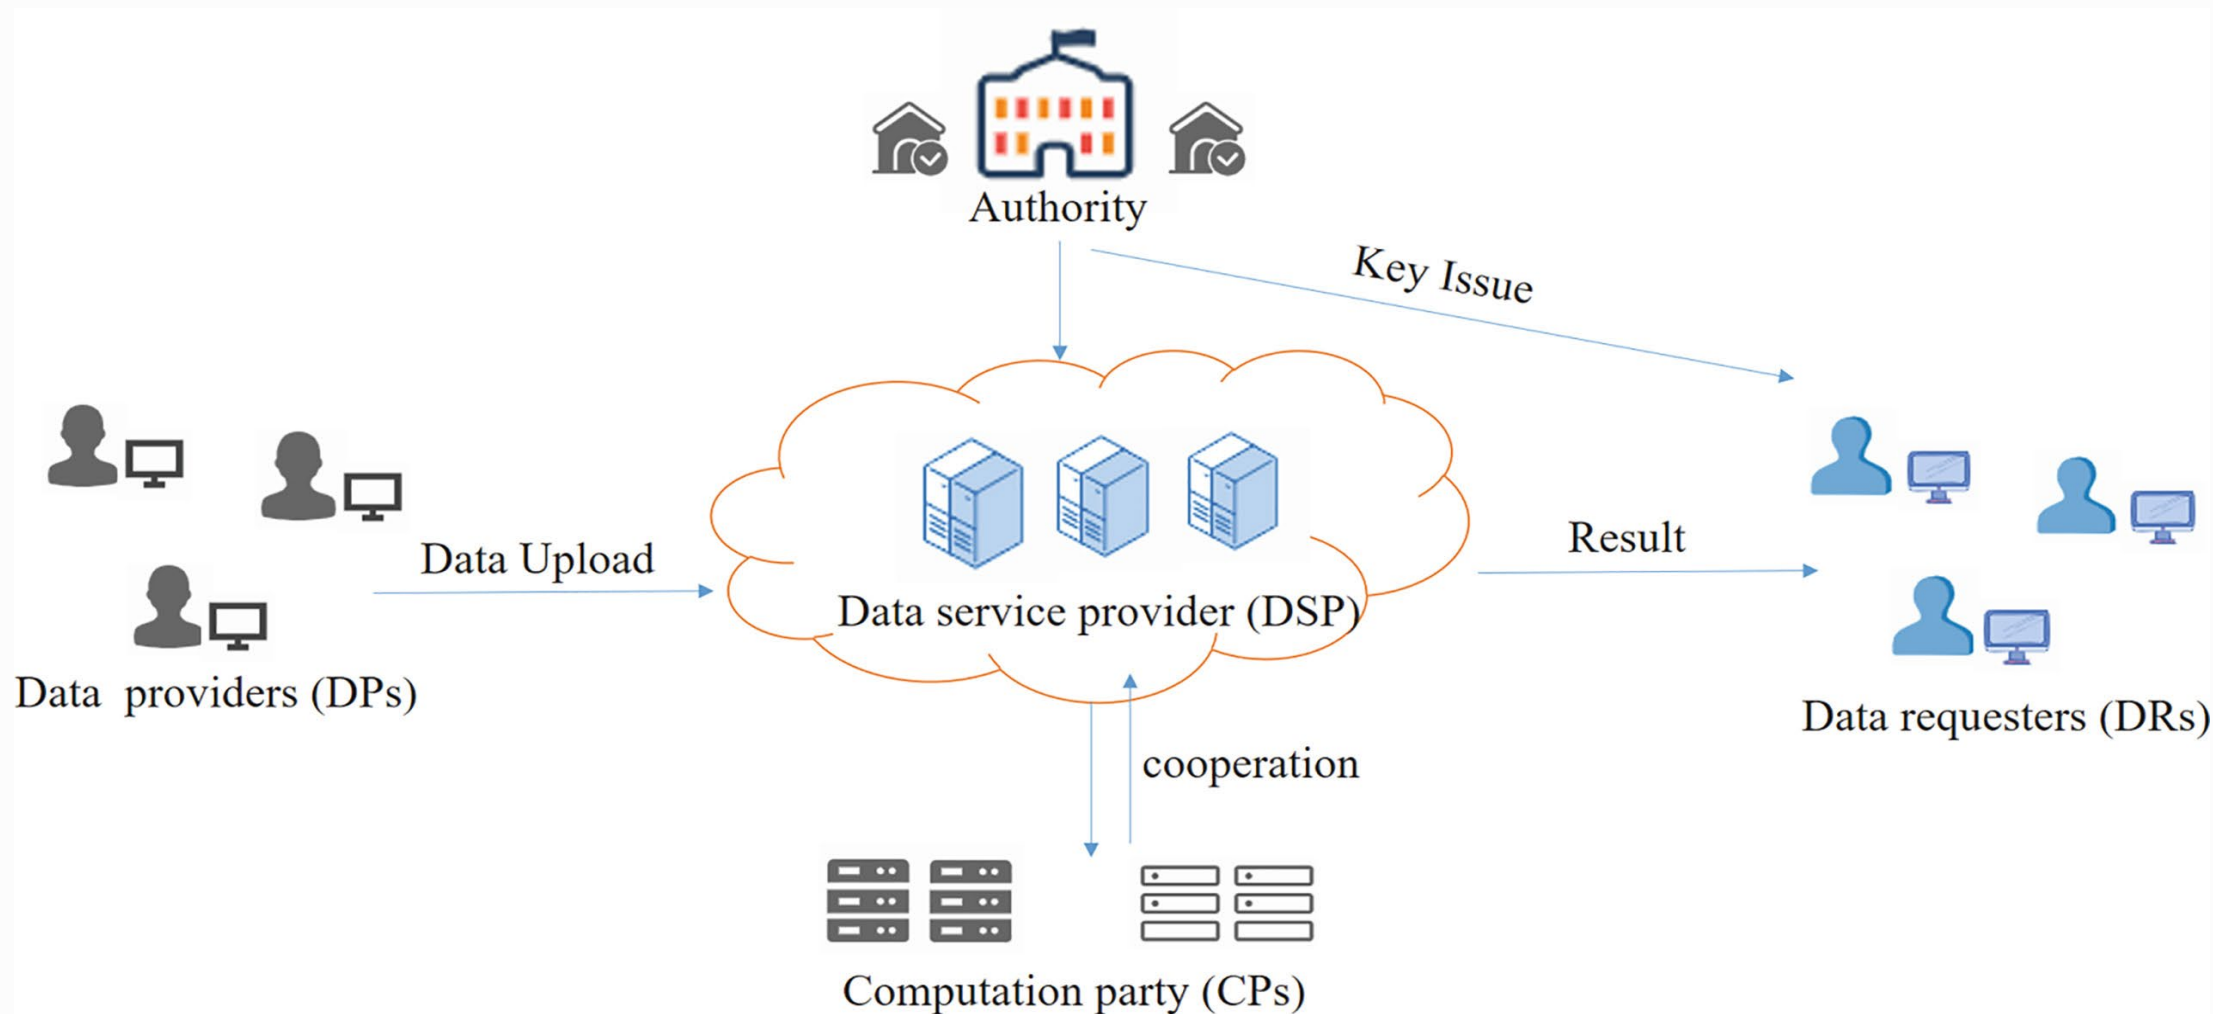 Authority
Key Issue
Data Upload
Result
Data service provider (DSP)
Data providers (DPs)
Data requesters (DRs)
cooperation
Computation party (CPs)